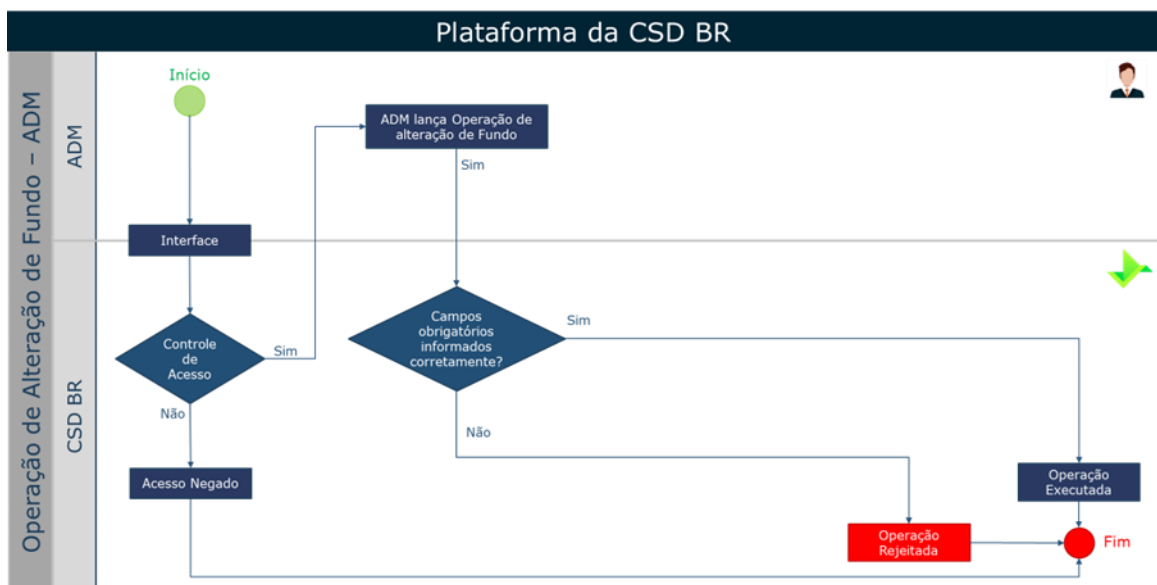 Plataforma da CSD BR
Operação de Alteração de Fundo – ADM
ADM
Início
ADM lança Operação de
alteração de Fundo
Sim
Interface
CSD BR
Controle
de
Acesso
Sim
Não
Campos
obrigatórios
informados
corretamente?
Sim
Não
Acesso Negado
Operação
Executada
Operação
Rejeitada
Fim